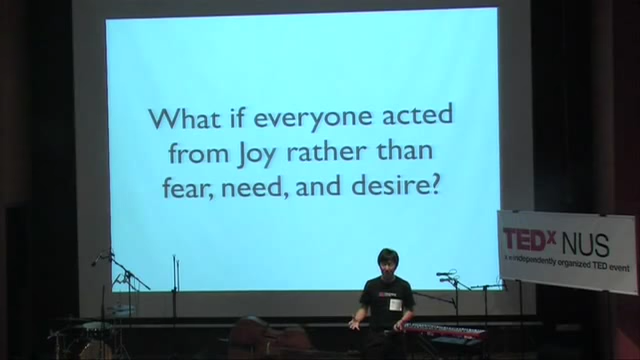 What if everyone acted
from Joy rather than
fear, need, and desire?
TEDx NUS
independently organized TED event